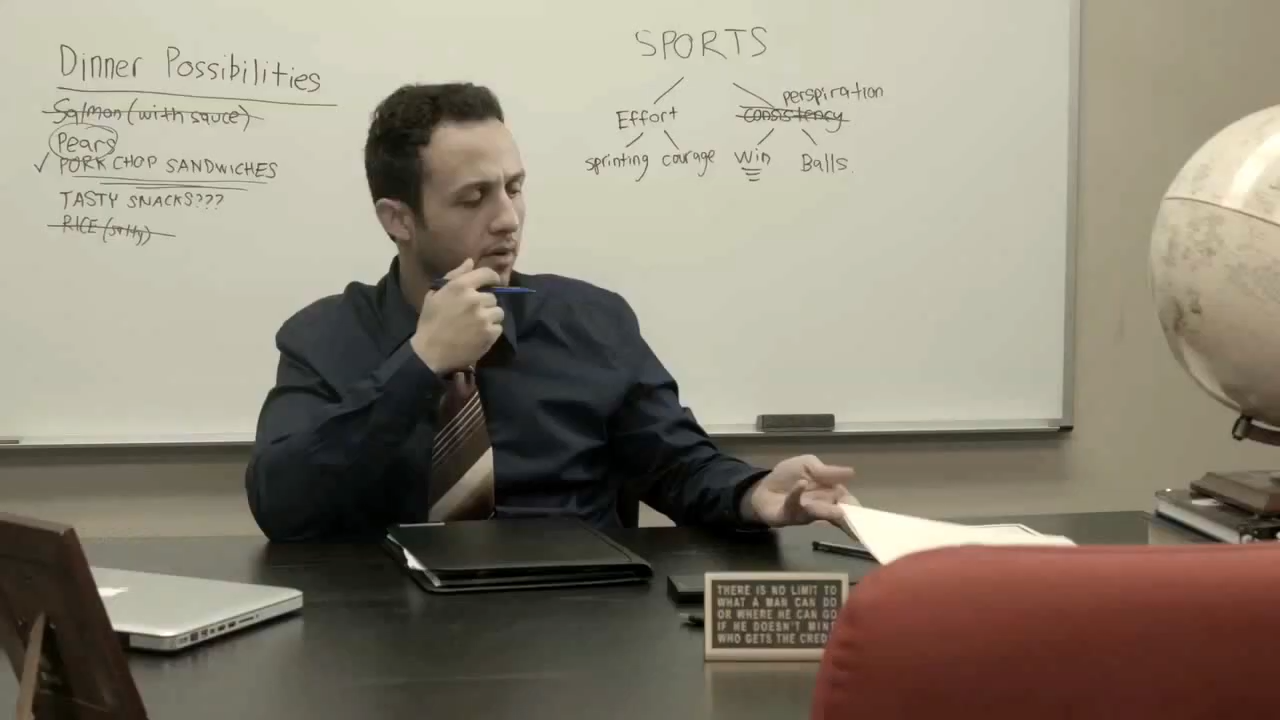 Dinner Possibilities
Salmon (with sauce)
Pears
PORK CHOP SANDWICHES
TASTY SNACKS???
RICE (salty)
SPORTS
Effort
perspiration
consistency
sprinting courage
win
Balls.
THERE IS NO LIMIT TO
WHAT A MAN CAN DO
OR WHERE HE CAN GO
IF HE DOESN'T MIN
WHO GETS THE CRED